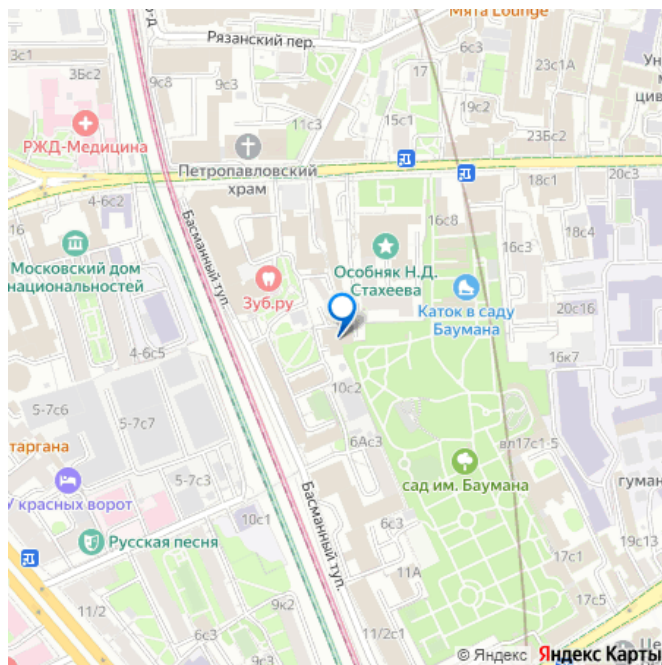 Мята Lounge
Рязанский пер.
6с3
3с1
3Бс2
9с8
9с3
17
23с1А
19с2
11с3
15с1
23Бс2
РЖД-Медицина
Петропавловский
храм
18с1
20с3
4-6с2
16
16с8
18с4
16с3
Басманный туп.
Московский дом
национальностей
Особняк Н.Д.
Стахеева
Зуб.ру
Каток в саду
Баумана
20с16
4-6с5
16к7
10с2
5-7с6
5-7с7
6Ас3
вл17с1-5
таргана
5-7с3
сад им. Баумана
гуман
У красных ворот
10с1
Басманный туп.
6с3
Русская песня
19с13
17с1
11А
9к2
11/2
11/2с1
17с5
© Яндекс Яндекс Карты